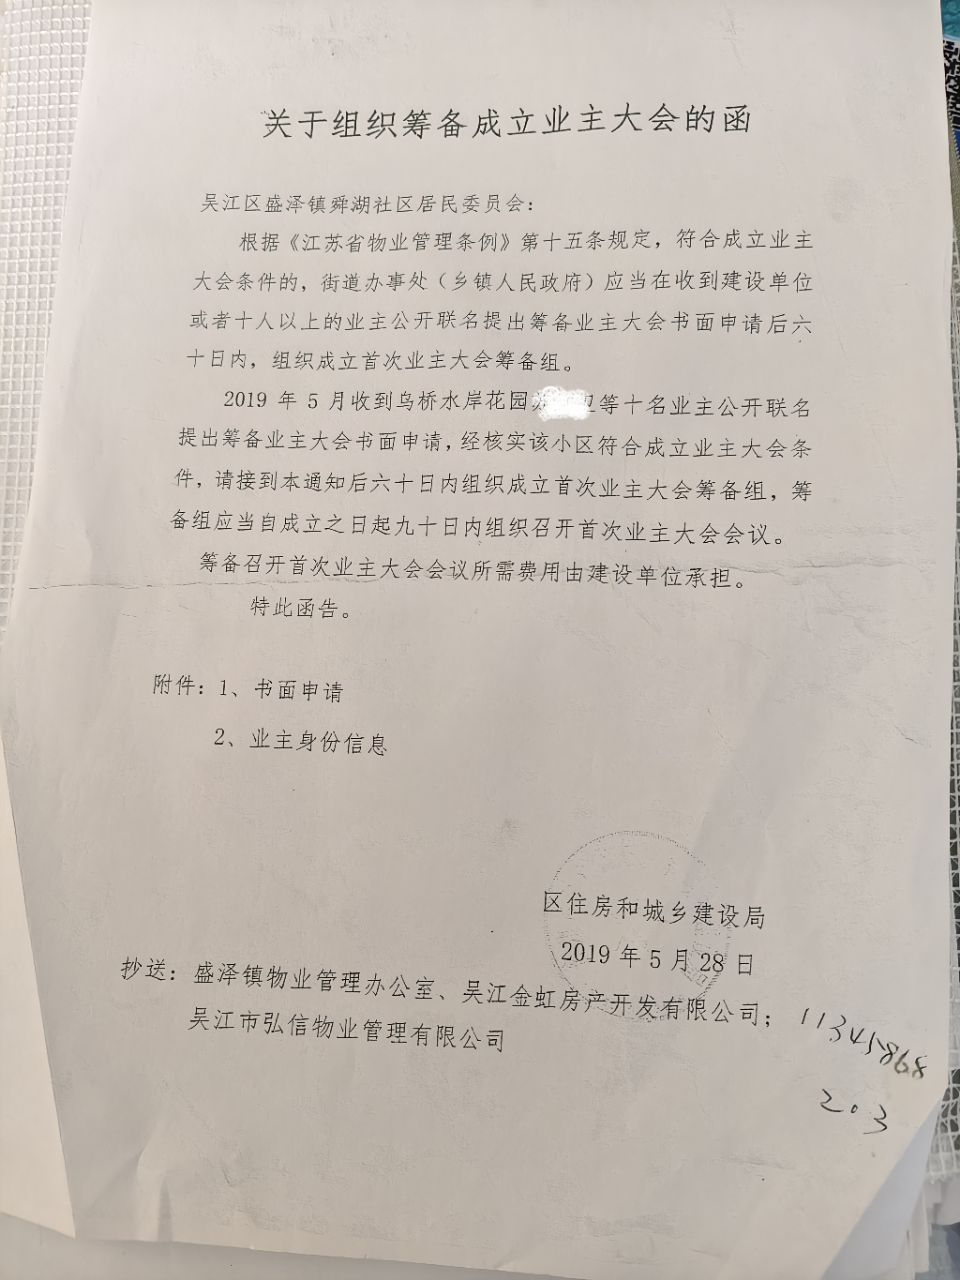 关于组织筹备成立业主大会的函
吴江区盛泽镇舜湖社区居民委员会：
根据《江苏省物业管理条例》第十五条规定，符合成立业主
大会条件的，街道办事处（乡镇人民政府）应当在收到建设单位
或者十人以上的业主公开联名提出筹备业主大会书面申请后六
十日内，组织成立首次业主大会筹备组。
2019 年 5 月收到乌桥水岸花园等十名业主公开联名
提出筹备业主大会书面申请，经核实该小区符合成立业主大会条
件，请接到本通知后六十日内组织成立首次业主大会筹备组，筹
备组应当自成立之日起九十日内组织召开首次业主大会会议。
筹备召开首次业主大会会议所需费用由建设单位承担。
特此函告。
附件：1、书面申请
2、业主身份信息
区住房和城乡建设局
2019 年 5 月 28 日
抄送：盛泽镇物业管理办公室、吴江金虹房产开发有限公司；
吴江市弘信物业管理有限公司
203